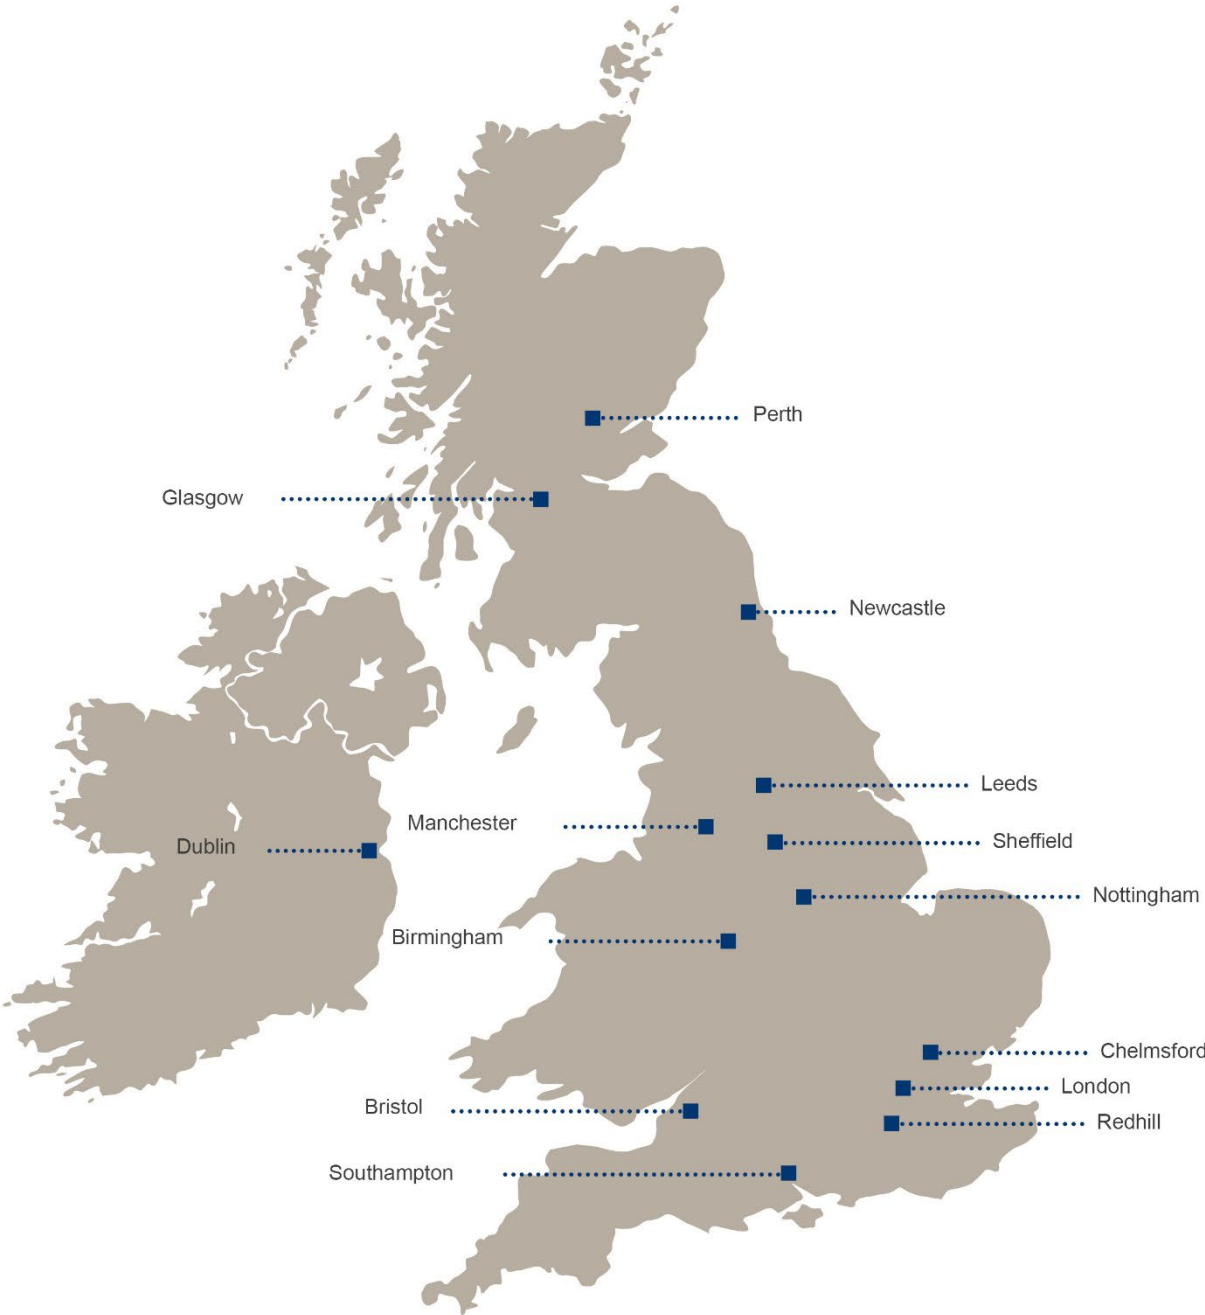 Perth
Glasgow
Newcastle
Leeds
Manchester
Sheffield
Dublin
Nottingham
Birmingham
Chelmsford
London
Bristol
Redhill
Southampton